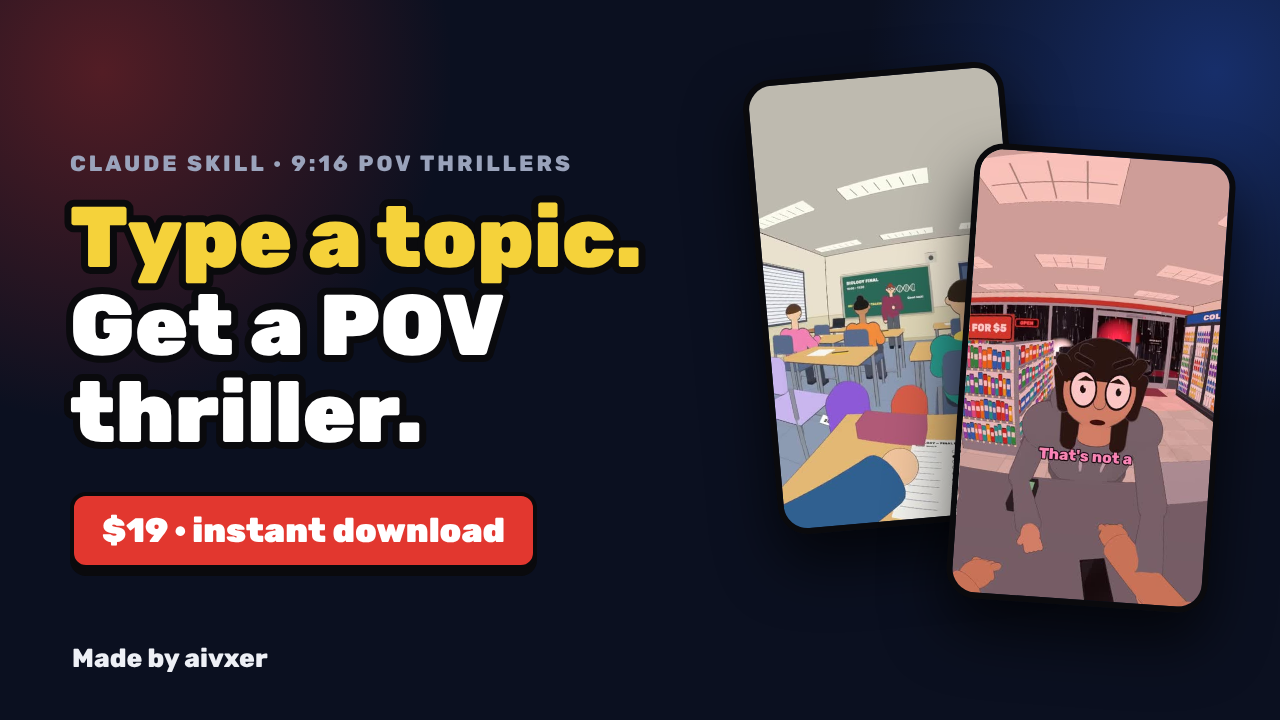 CLAUDE SKILL • 9:16 POV THRILLERS
Type a topic.
Get a POV
thriller.
$19 • instant download
Made by aivxer
BIOLOGY FINAL
FOR $5
OPEN
COL
That's not a